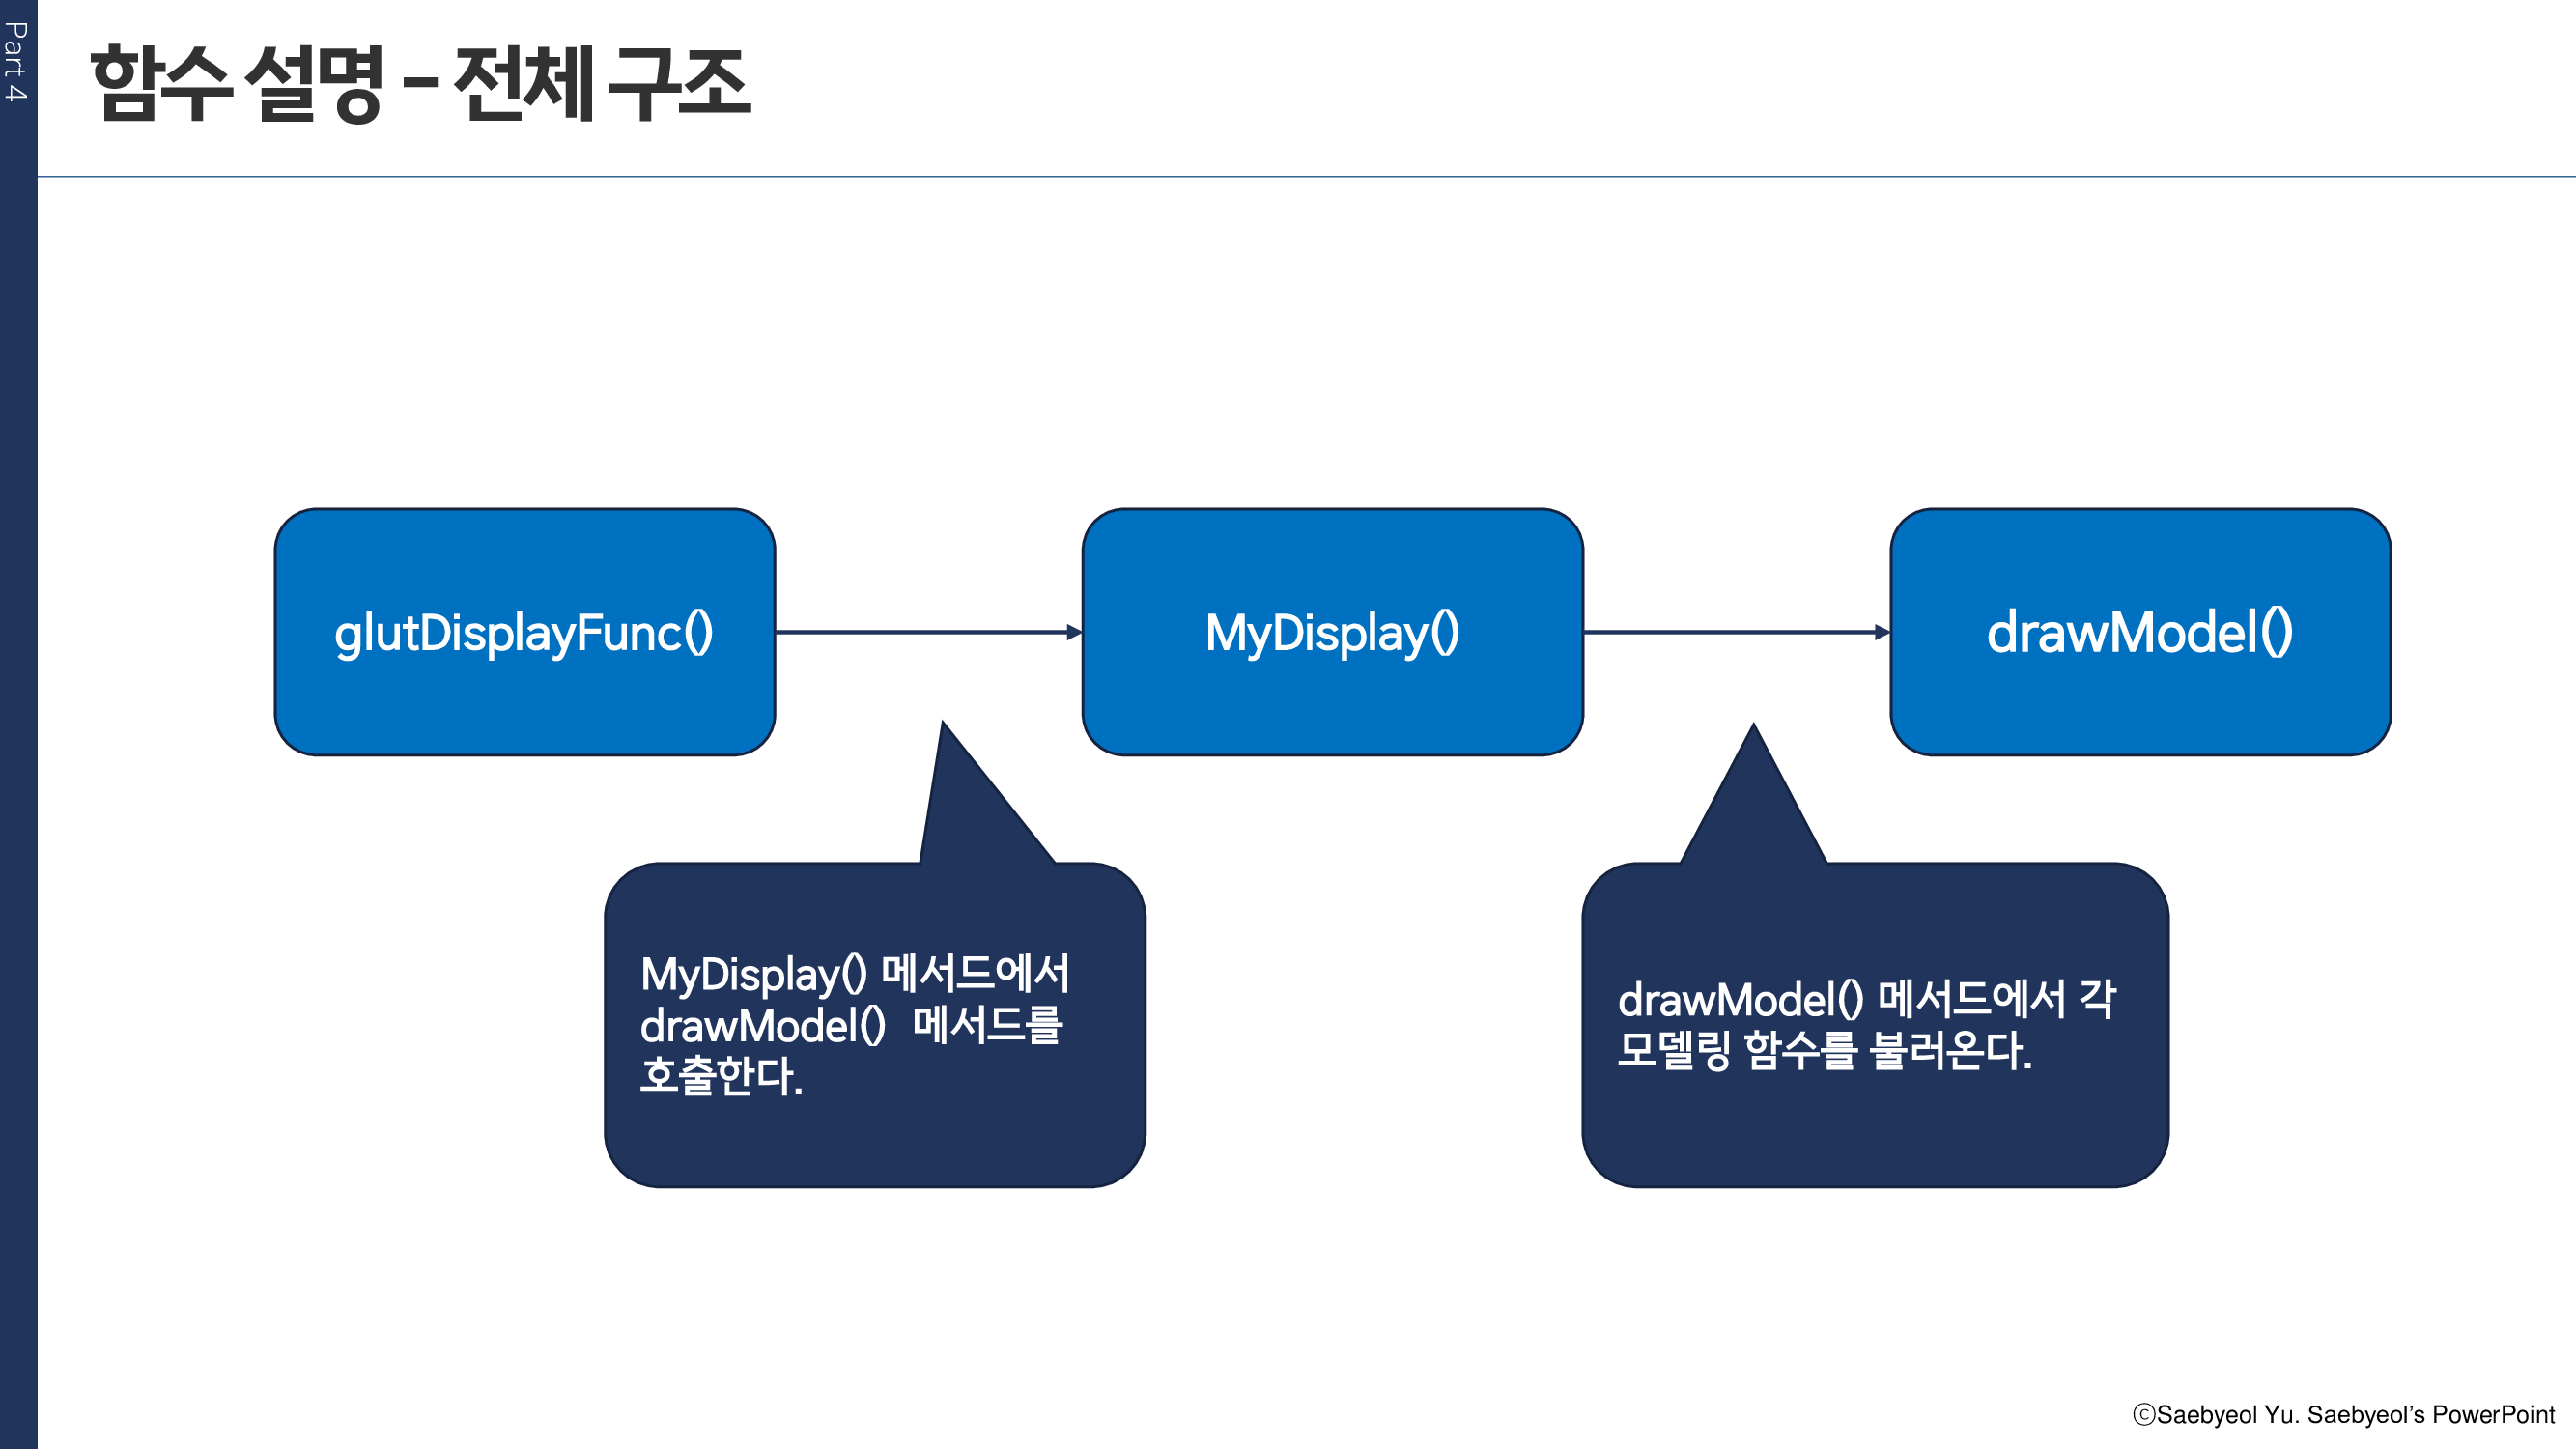 Part 4
함수 설명 – 전체 구조
glutDisplayFunc()
MyDisplay()
drawModel()
MyDisplay() 메서드에서
drawModel()  메서드를
호출한다.
drawModel() 메서드에서 각
모델링 함수를 불러온다.
ⓒSaebyeol Yu. Saebyeol’s PowerPoint